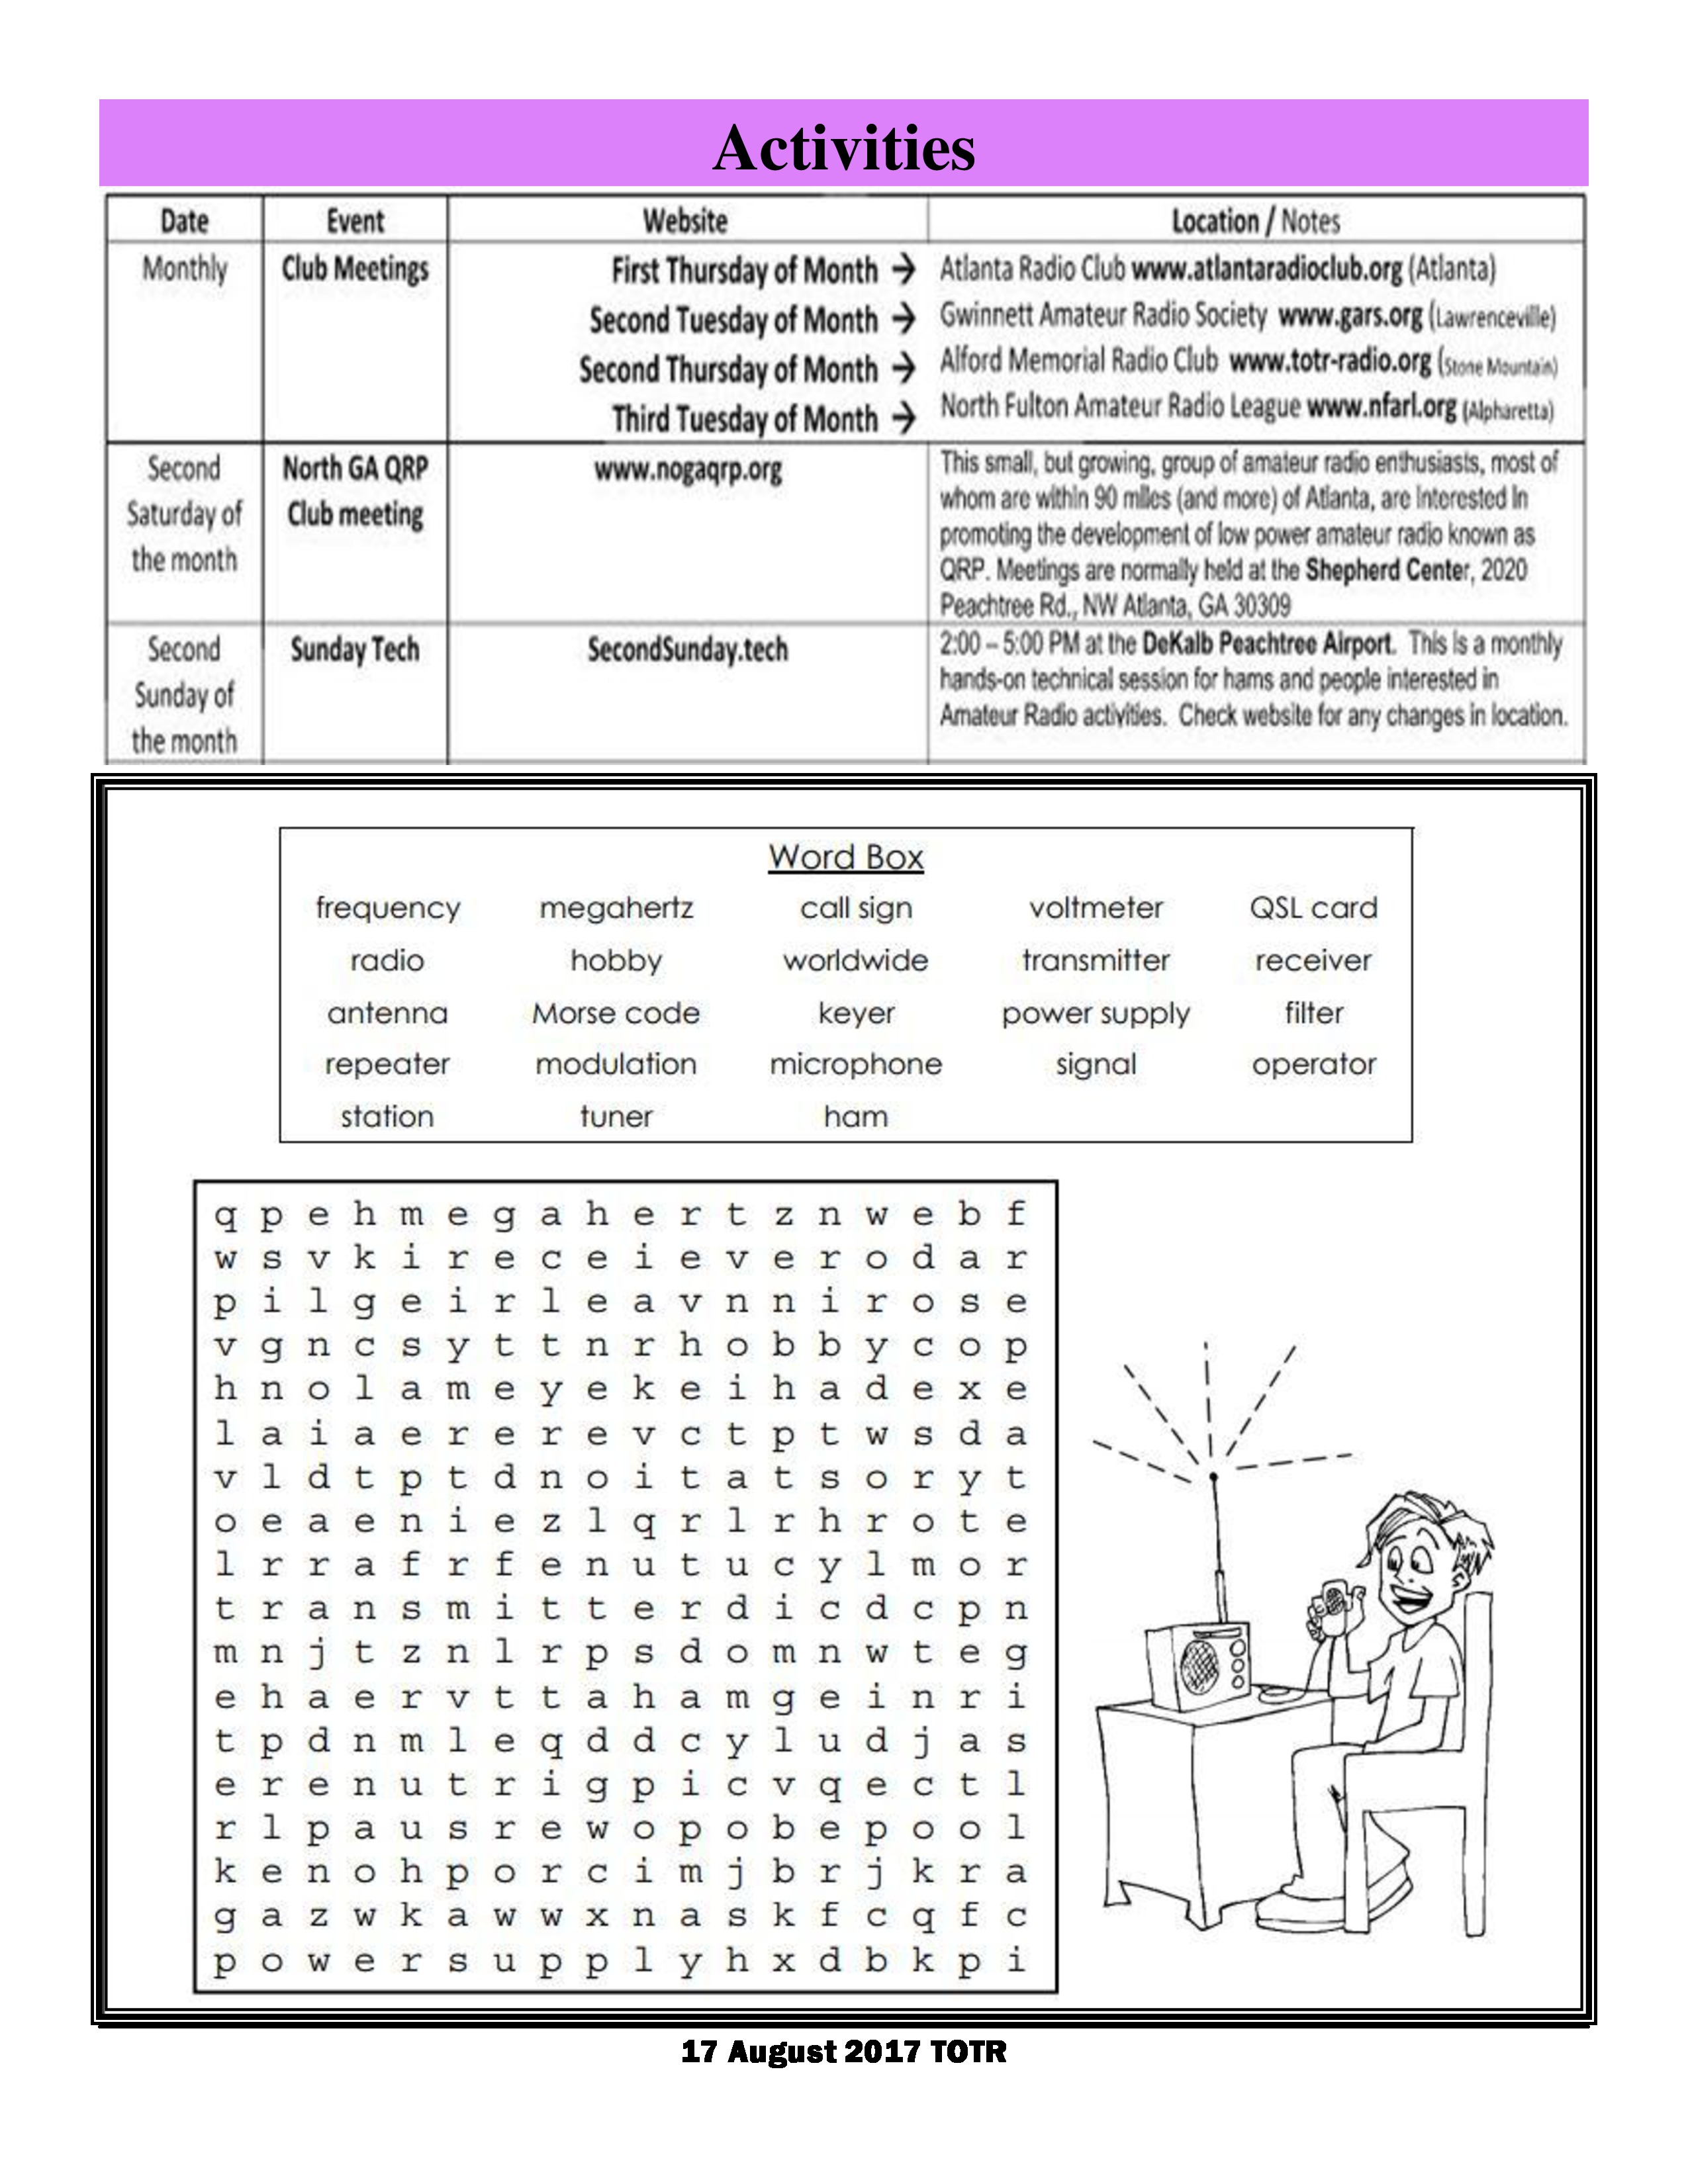 Activities
Date Event Website Location / Notes
Monthly Club Meetings First Thursday of Month → Atlanta Radio Club www.atlantaradioclub.org (Atlanta)
Second Tuesday of Month → Gwinnett Amateur Radio Society www.gars.org (Lawrenceville)
Second Thursday of Month → Alford Memorial Radio Club www.totr-radio.org (Stone Mountain)
Third Tuesday of Month → North Fulton Amateur Radio League www.nfarl.org (Alpharetta)
Second
Saturday of
the month
North GA QRP
Club meeting
www.nogaqrp.org
This small, but growing, group of amateur radio enthusiasts, most of
whom are within 90 miles (and more) of Atlanta, are interested in
promoting the development of low power amateur radio known as
QRP. Meetings are normally held at the Shepherd Center, 2020
Peachtree Rd., NW Atlanta, GA 30309
Second
Sunday of
the month
Sunday Tech
SecondSunday.tech
2:00 – 5:00 PM at the DeKalb Peachtree Airport. This is a monthly
hands-on technical session for hams and people interested in
Amateur Radio activities. Check website for any changes in location.
Word Box
frequency megahertz call sign voltmeter QSL card
radio hobby worldwide transmitter receiver
antenna Morse code keyer power supply filter
repeater modulation microphone signal operator
station tuner ham
q p e h m e g a h e r t z n w e b f
w s v k i r e c e i e v e r o d a r
p i l g e i r l e a v n n i r o s e
v g n c s y t t n r h o b b y c o p
h n o l a m e y e k e i h a d e x e
l a i a e r e r e v c t p t w s d a
v l d t p t d n o i t a t s o r y t
o e a e n i e z l q r l r h r o t e
l r r a f r f e n u t u c y l m o r
t r a n s m i t t e r d i c d c p n
m n j t z n l r p s d o m n w t e g
e h a e r v t t a h a m g e i n r i
t p d n m l e q d d c y l u d j a s
e r e n u t r i g p i c v q e c t l
r l p a u s r e w o p o b e p o o l
k e n o h p o r c i m j b r j k r a
g a z w k a w w x n a s k f c q f c
p o w e r s u p p l y h x d b k p i
17 August 2017 TOTR